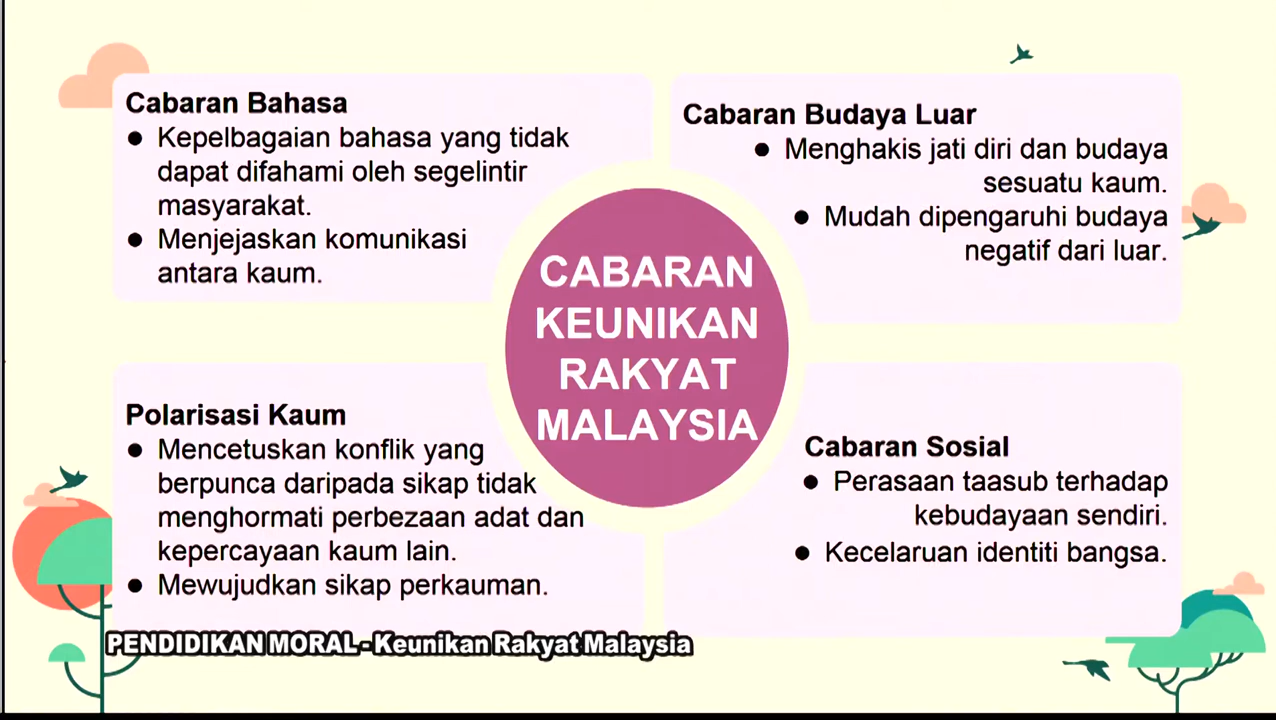 Cabaran Bahasa
● Kepelbagaian bahasa yang tidak
dapat difahami oleh segelintir
masyarakat.
● Menjejaskan komunikasi
antara kaum.
Cabaran Budaya Luar
● Menghakis jati diri dan budaya
sesuatu kaum.
● Mudah dipengaruhi budaya
negatif dari luar.
CABARAN
KEUNIKAN
RAKYAT
MALAYSIA
Polarisasi Kaum
● Mencetuskan konflik yang
berpunca daripada sikap tidak
menghormati perbezaan adat dan
kepercayaan kaum lain.
● Mewujudkan sikap perkauman.
Cabaran Sosial
● Perasaan taasub terhadap
kebudayaan sendiri.
● Kecelaruan identiti bangsa.
PENDIDIKAN MORAL - Keunikan Rakyat Malaysia